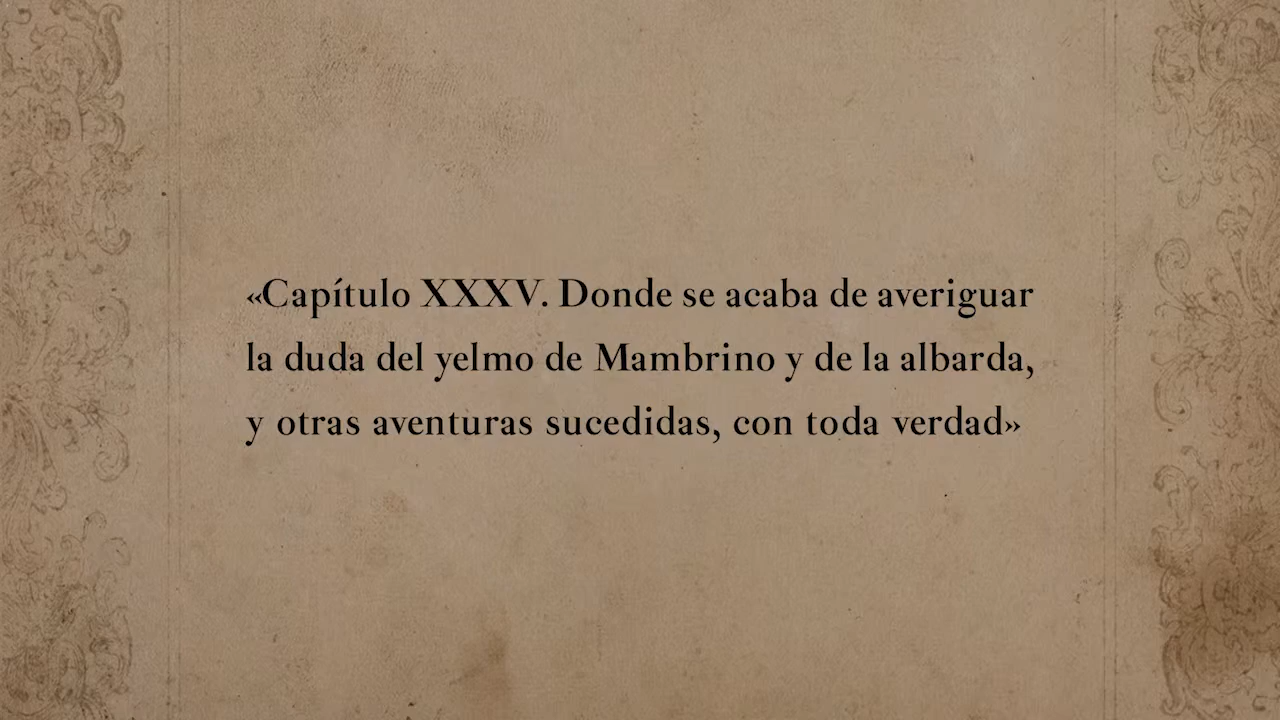 «Capítulo XXXV. Donde se acaba de averiguar
la duda del yelmo de Mambrino y de la albarda,
y otras aventuras sucedidas, con toda verdad»